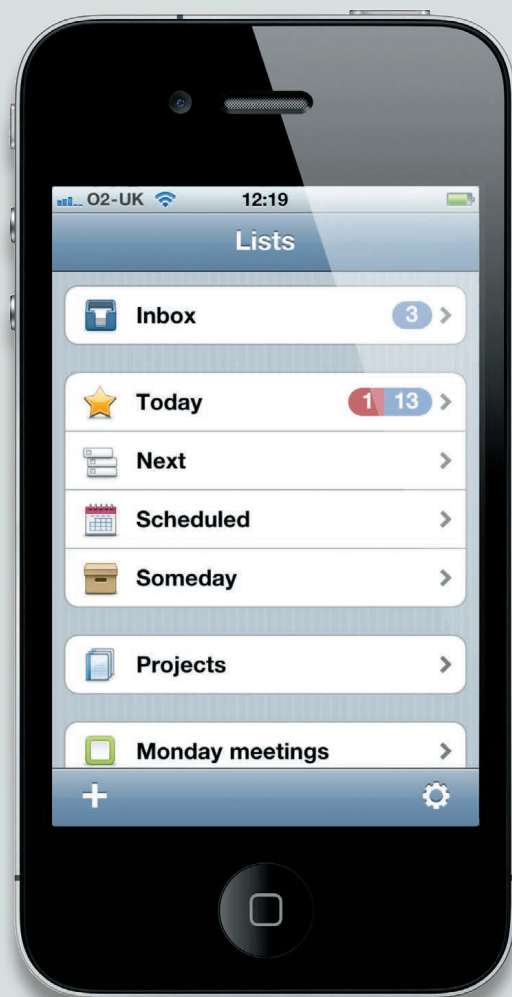 O2-UK 12:19
Lists
Inbox 3
Today 1 13
Next
Scheduled
Someday
Projects
Monday meetings